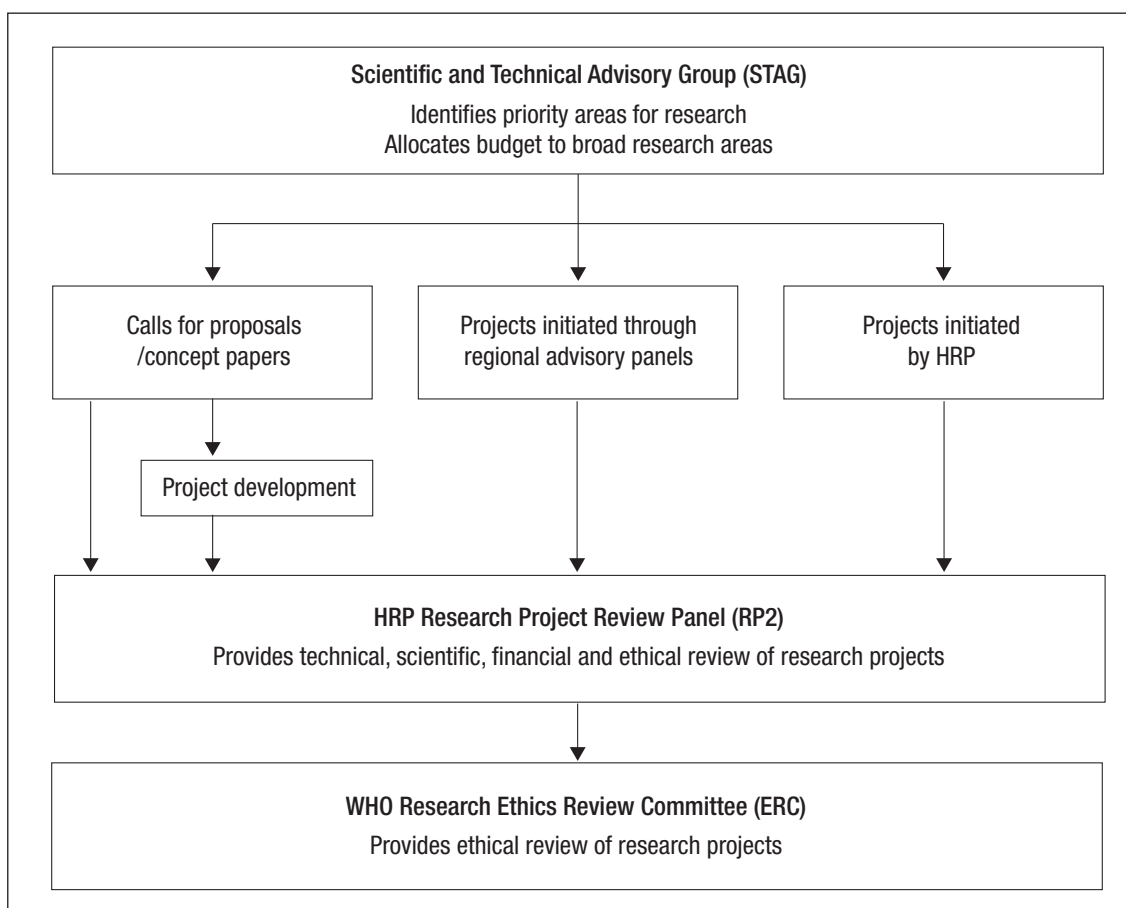 Scientific and Technical Advisory Group (STAG)
Identifies priority areas for research
Allocates budget to broad research areas
Calls for proposals
/concept papers
Projects initiated through
regional advisory panels
Projects initiated
by HRP
Project development
HRP Research Project Review Panel (RP2)
Provides technical, scientific, financial and ethical review of research projects
WHO Research Ethics Review Committee (ERC)
Provides ethical review of research projects